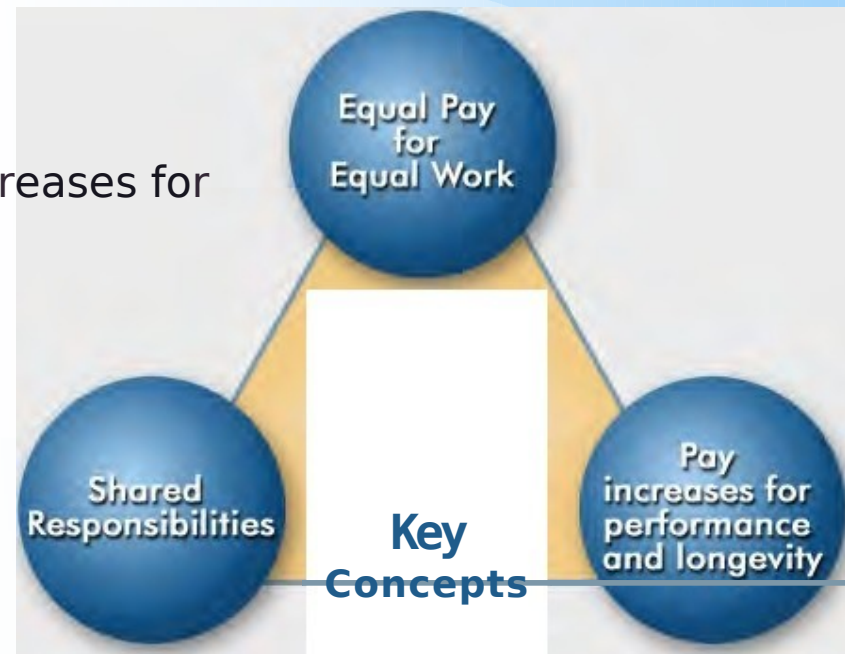 Equal Pay
for
Equal Work
reases for
Shared
Responsibilities
Key
Concepts
Pay
increases for
performance
and longevity